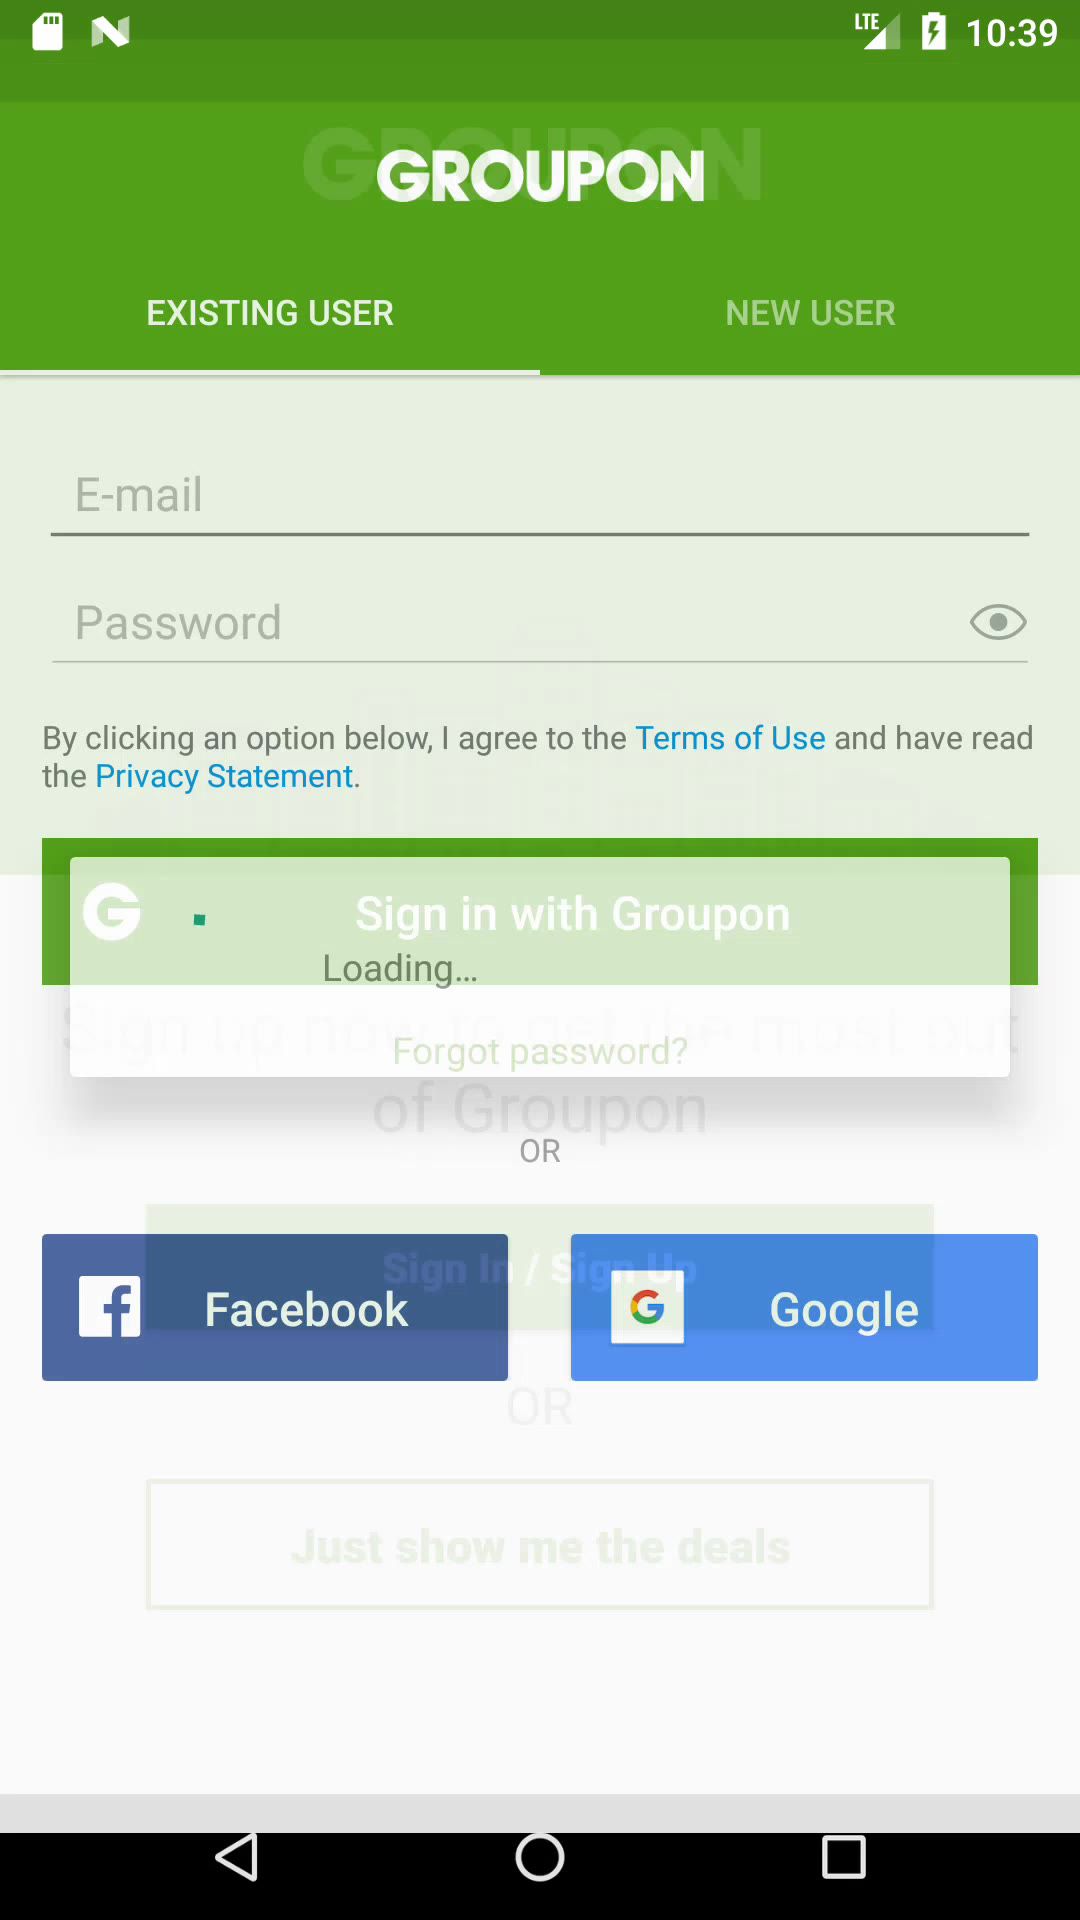 LTE 10:39
GROUPON
GROUPON
EXISTING USER NEW USER
E-mail
Password
By clicking an option below, I agree to the Terms of Use and have read
the Privacy Statement.
G Sign in with Groupon
Loading...
Sign up now to get the most out
Forgot password?
of Groupon
OR
Sign In / Sign Up
Facebook Google
OR
Just show me the deals